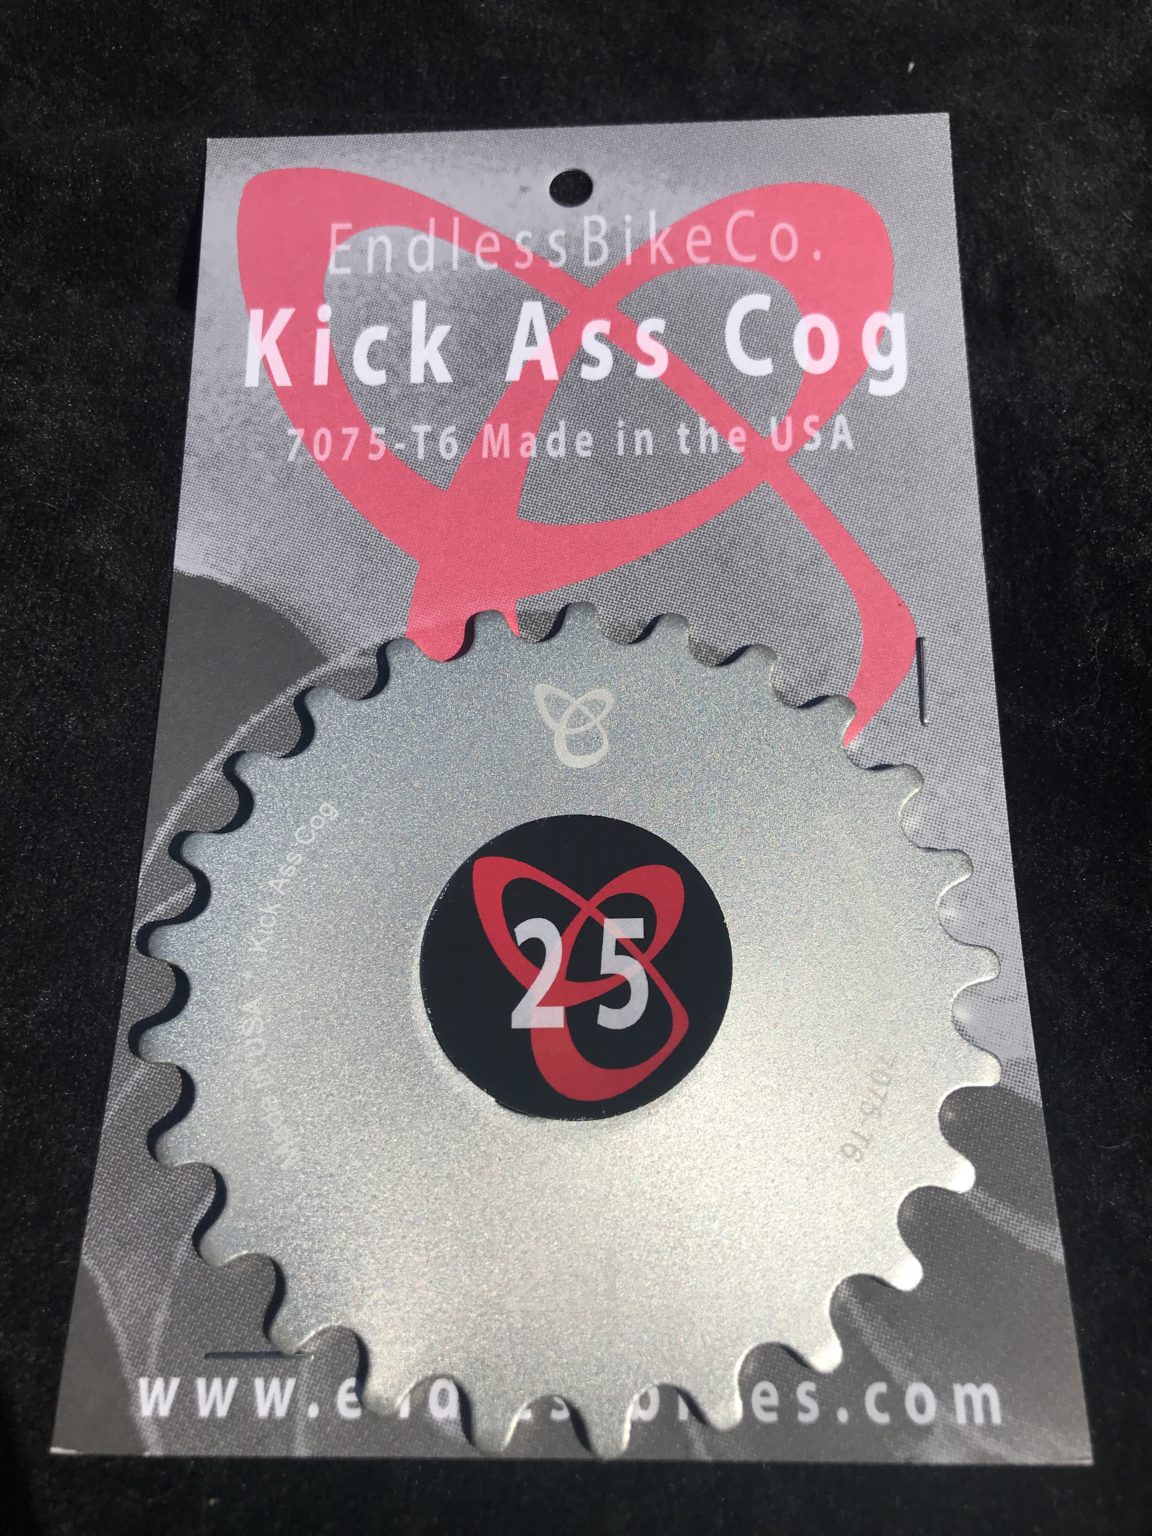 EndlessBikeCo.
Kick Ass Cog
7075-T6 Made in the USA
Made in USA • Kick Ass Cog
25
7075-T6